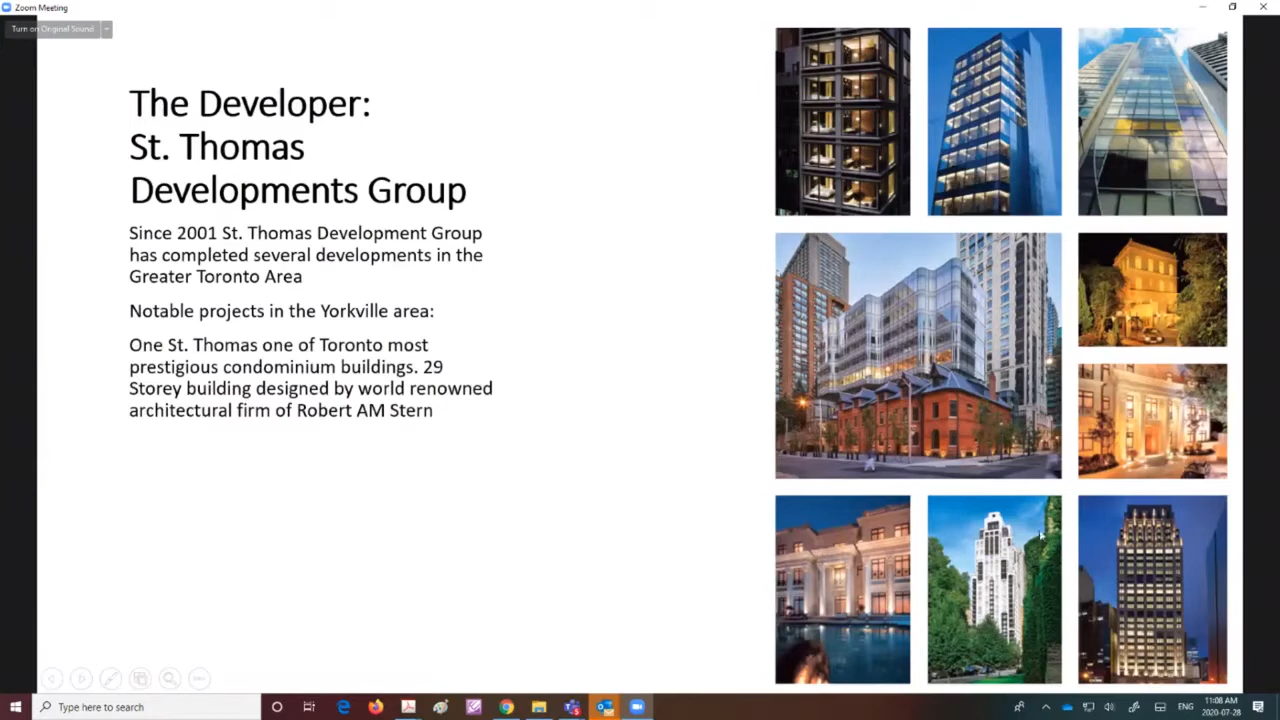 Zoom Meeting
Turn on Original Sound
The Developer:
St. Thomas
Developments Group
Since 2001 St. Thomas Development Group
has completed several developments in the
Greater Toronto Area
Notable projects in the Yorkville area:
One St. Thomas one of Toronto most
prestigious condominium buildings. 29
Storey building designed by world renowned
architectural firm of Robert AM Stern
Type here to search
ENG
11:08 AM
2020-07-28